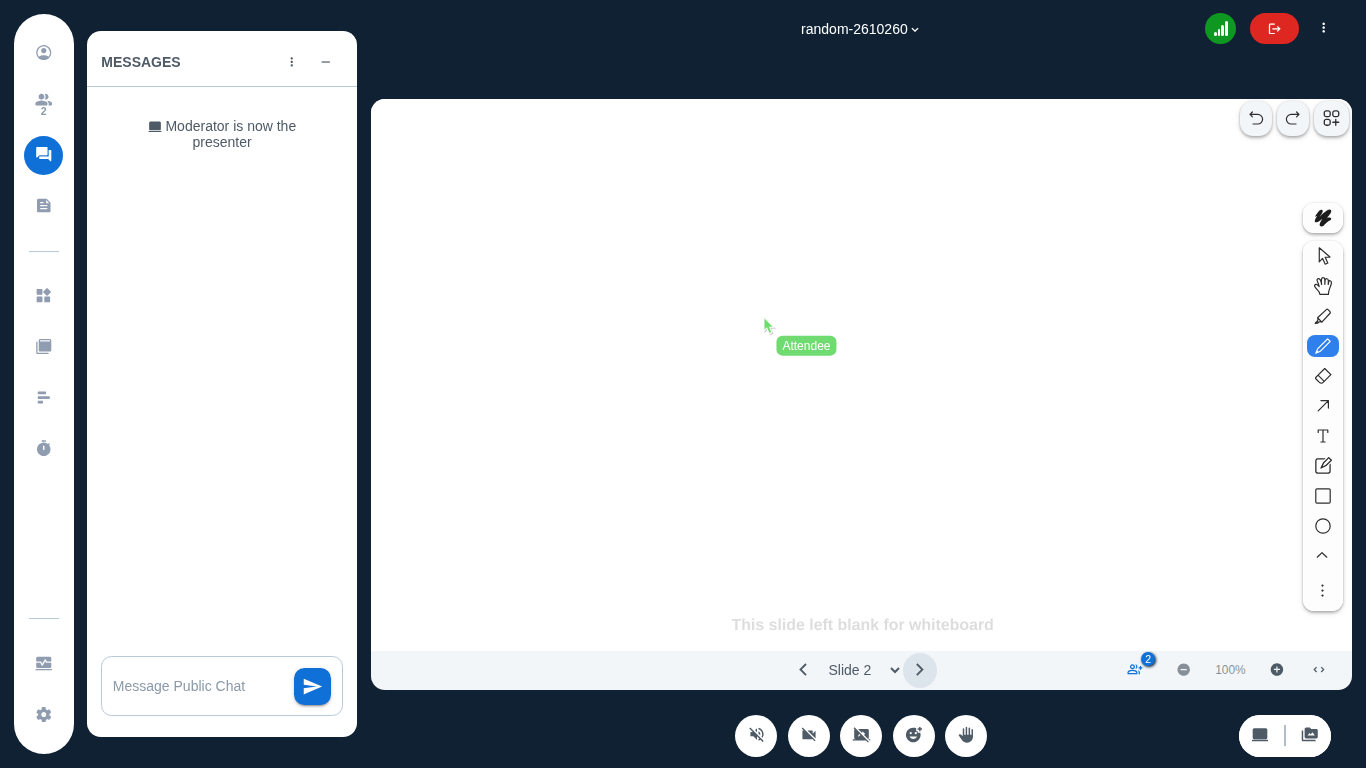 random-2610260
2
MESSAGES
Moderator is now the
presenter
Message Public Chat
Attendee
This slide left blank for whiteboard
Slide 2
2
100%